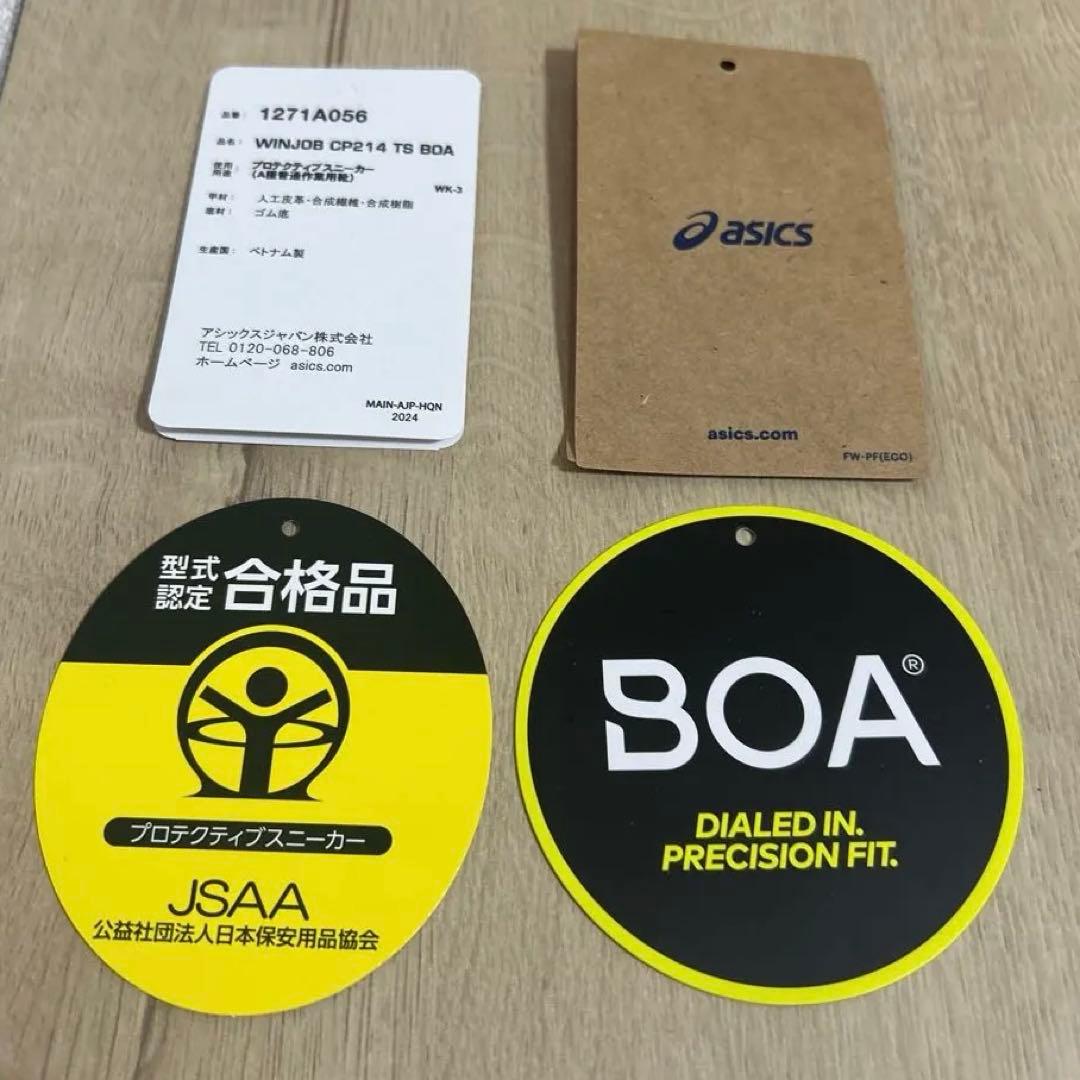 品番： 1271A056
品名： WINJOB CP214 TS BOA
使用用途： プロテクティブスニーカー
（A種普通作業用靴）
WK-3
甲材： 人工皮革・合成繊維・合成樹脂
底材： ゴム底
生産国： ベトナム製
アシックスジャパン株式会社
TEL 0120-068-806
ホームページ asics.com
MAIN-AJP-HQN
2024
asics
asics.com
FW-PF(ECO)
型式
認定 合格品
プロテクティブスニーカー
JSAA
公益社団法人日本保安用品協会
BOA®
DIALED IN.
PRECISION FIT.